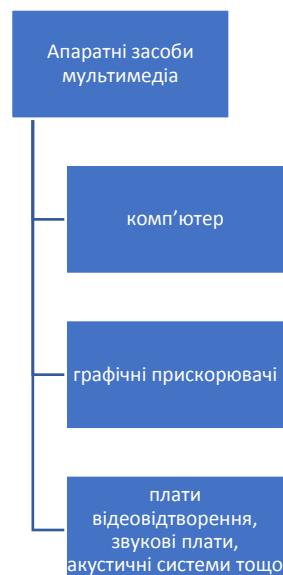 Апаратні засоби
мультимедіа
комп’ютер
графічні прискорювачі
плати
відеовідтворення,
звукові плати,
акустичні системи тощо